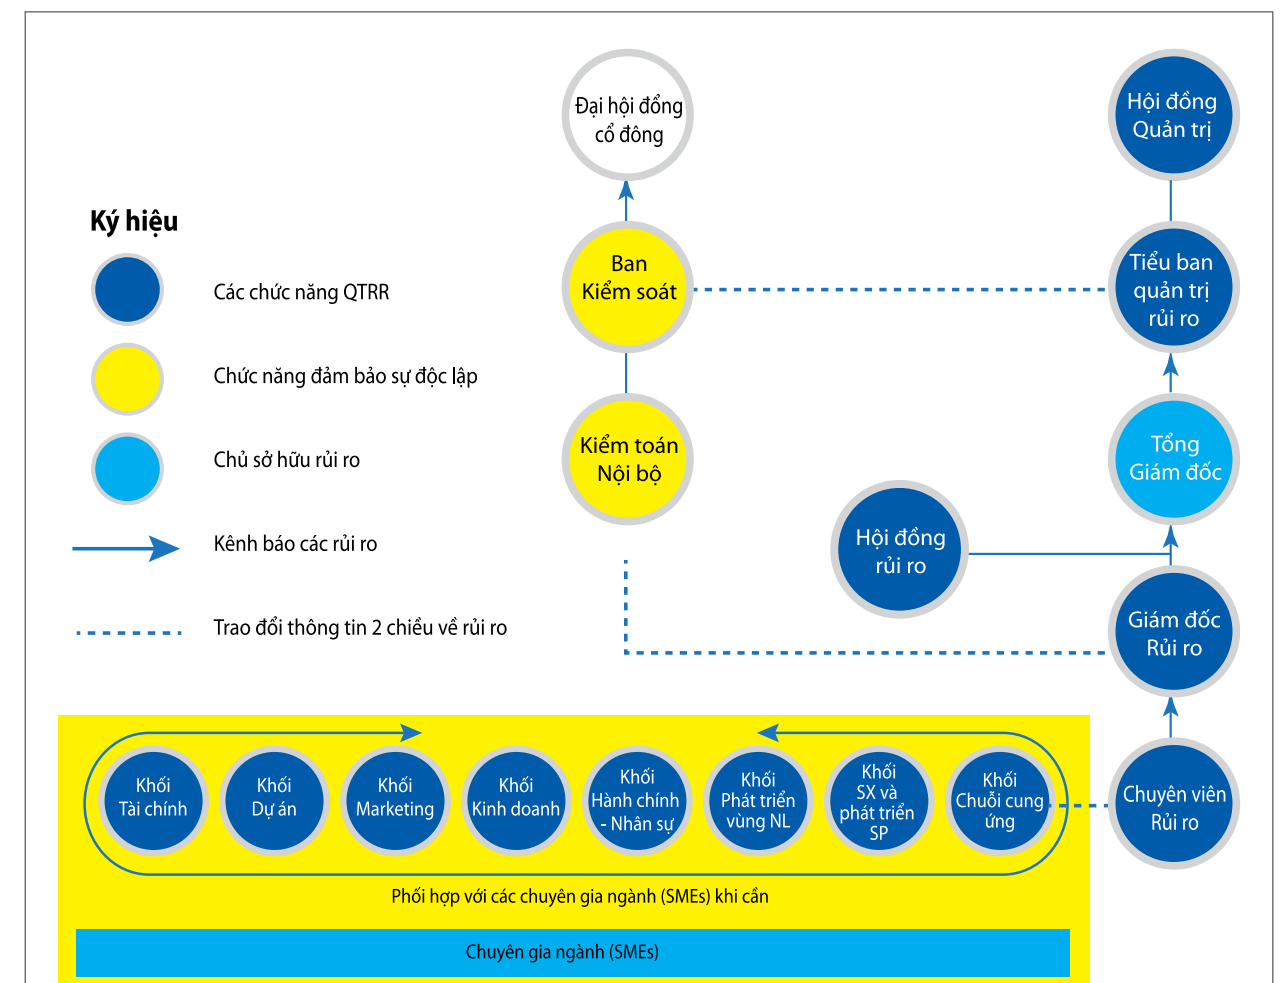 Đại hội đồng
cổ đông
Hội đồng
Quản trị
Ký hiệu
Các chức năng QTRR
Chức năng đảm bảo sự độc lập
Chủ sở hữu rủi ro
Kênh báo các rủi ro
Trao đổi thông tin 2 chiều về rủi ro
Ban
Kiểm soát
Tiểu ban
quản trị
rủi ro
Kiểm toán
Nội bộ
Tổng
Giám đốc
Hội đồng
rủi ro
Giám đốc
Rủi ro
Khối
Tài chính
Khối
Dự án
Khối
Marketing
Khối
Kinh doanh
Khối
Hành chính
- Nhân sự
Khối
Phát triển
vùng NL
Khối
SX và
phát triển
SP
Khối
Chuỗi cung
ứng
Chuyên viên
Rủi ro
Phối hợp với các chuyên gia ngành (SMEs) khi cần
Chuyên gia ngành (SMEs)